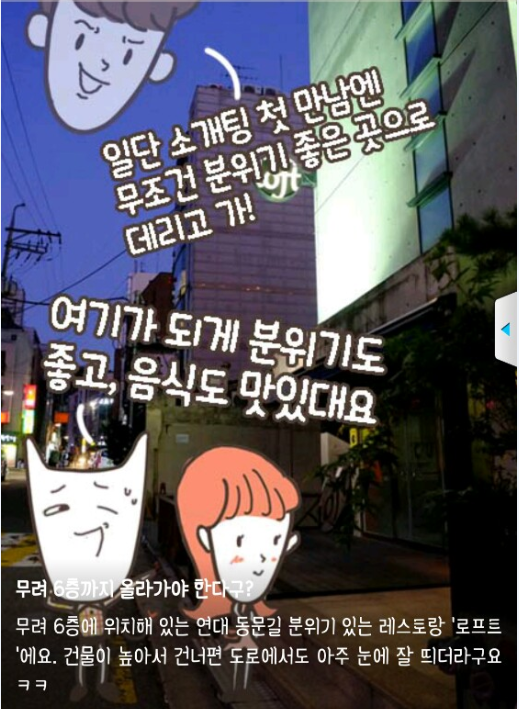 일단 소개팅 첫 만남엔
무조건 분위기 좋은 곳으로
데리고 가!
여기가 되게 분위기도
좋고, 음식도 맛있대요
무려 6층까지 올라가야 한다구?
무려 6층에 위치해 있는 연대 동문길 분위기 있는 레스토랑 '로프트
'에요. 건물이 높아서 건너편 도로에서도 아주 눈에 잘 띄더라구요
ㅋㅋ